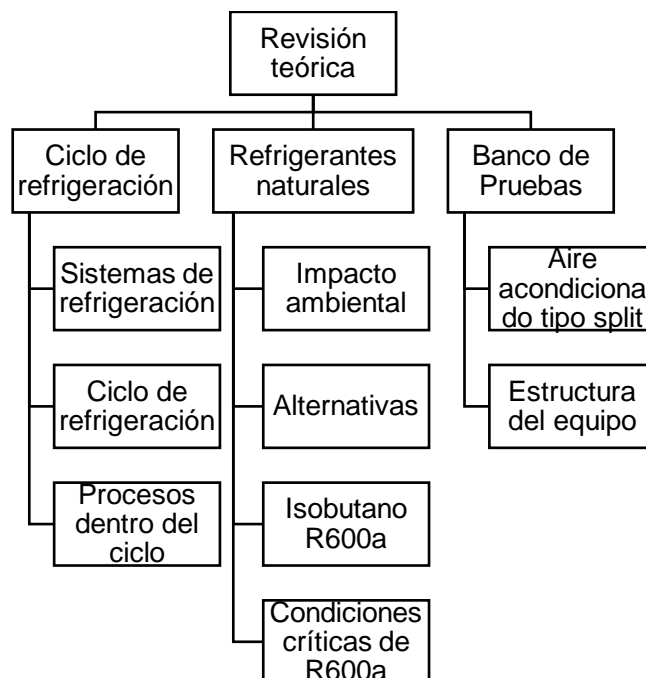 Revisión
teórica
Ciclo de
refrigeración
Sistemas de
refrigeración
Ciclo de
refrigeración
Procesos
dentro del
ciclo
Refrigerantes
naturales
Impacto
ambiental
Alternativas
Isobutano
R600a
Condiciones
críticas de
R600a
Banco de
Pruebas
Aire
acondiciona
do tipo split
Estructura
del equipo